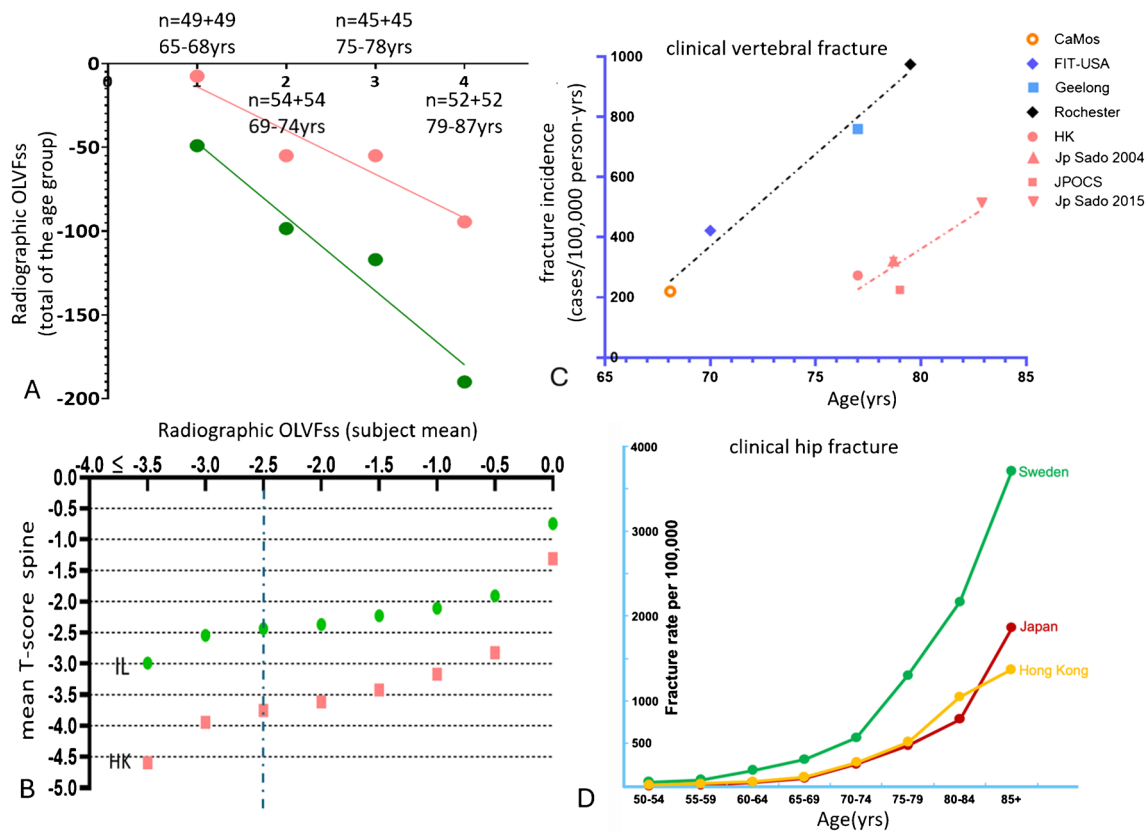 n=49+49
65-68yrs
n=45+45
75-78yrs
n=54+54
69-74yrs
n=52+52
79-87yrs
0
-50
-100
-150
-200
0 1 2 3 4
Radiographic OLVFss
(total of the age group)
A
clinical vertebral fracture
CaMos
FIT-USA
Geelong
Rochester
HK
Jp Sado 2004
JPOCS
Jp Sado 2015
1000
800
600
400
200
0
fracture incidence
(cases/100,000 person-yrs)
65 70 75 80 85
Age(yrs)
C
Radiographic OLVFss (subject mean)
-4.0 ≤ -3.5 -3.0 -2.5 -2.0 -1.5 -1.0 -0.5 0.0
0.0
-0.5
-1.0
-1.5
-2.0
-2.5
-3.0
-3.5
-4.0
-4.5
-5.0
mean T-score spine
IL
HK
B
clinical hip fracture
4000
3000
2000
1000
500
Fracture rate per 100,000
Sweden
Japan
Hong Kong
50-54 55-59 60-64 65-69 70-74 75-79 80-84 85+
Age(yrs)
D